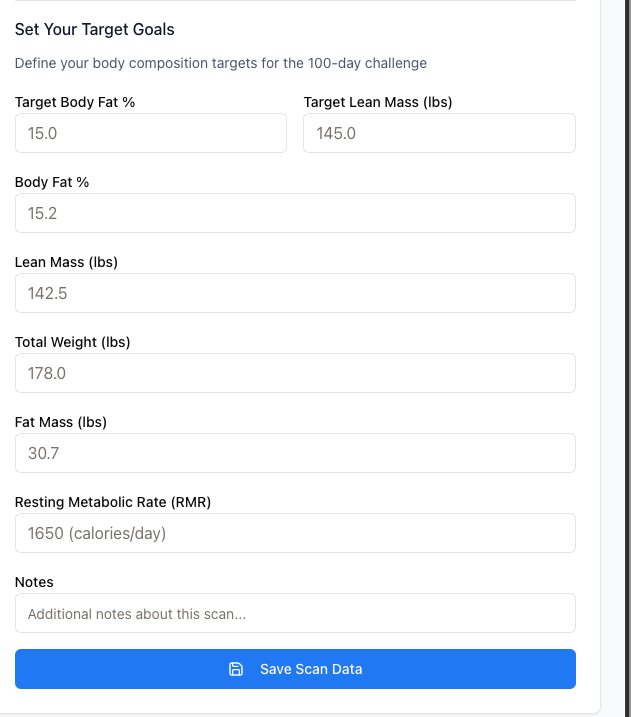 Set Your Target Goals
Define your body composition targets for the 100-day challenge
Target Body Fat % Target Lean Mass (lbs)
15.0 145.0
Body Fat %
15.2
Lean Mass (lbs)
142.5
Total Weight (lbs)
178.0
Fat Mass (lbs)
30.7
Resting Metabolic Rate (RMR)
1650 (calories/day)
Notes
Additional notes about this scan...
Save Scan Data